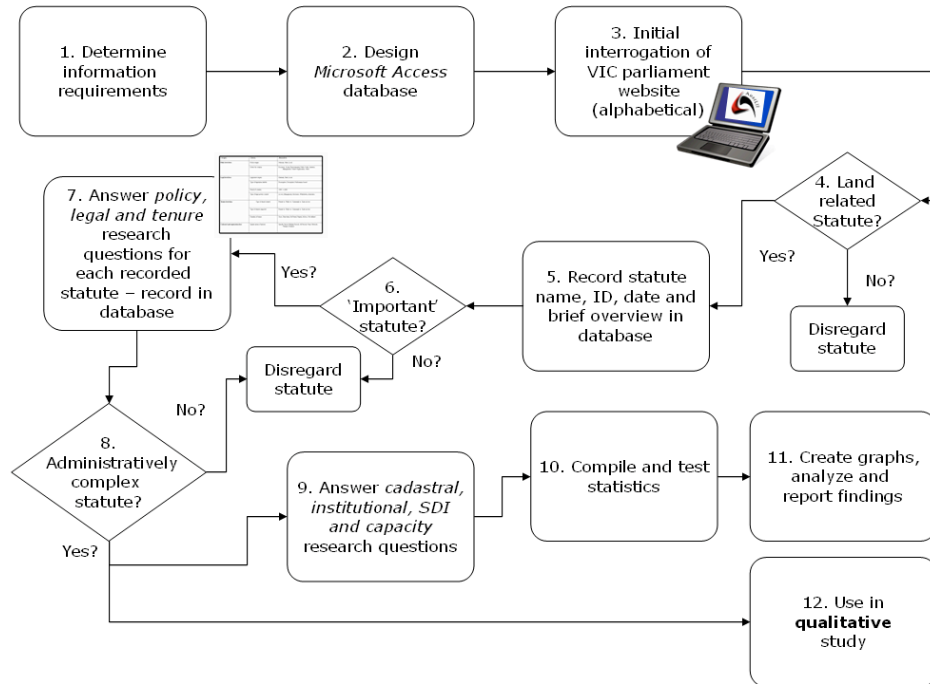 1. Determine
information
requirements
2. Design
Microsoft Access
database
3. Initial
interrogation of
VIC parliament
website
(alphabetical)
4. Land
related
Statute?
Yes?
No?
Disregard
statute
5. Record statute
name, ID, date and
brief overview in
database
6.
‘Important’
statute?
Yes?
No?
Disregard
statute
7. Answer policy,
legal and tenure
research
questions for
each recorded
statute – record in
database
8.
Administratively
complex
statute?
No?
Yes?
9. Answer cadastral,
institutional, SDI
and capacity
research questions
10. Compile and test
statistics
11. Create graphs,
analyze and
report findings
12. Use in
qualitative
study